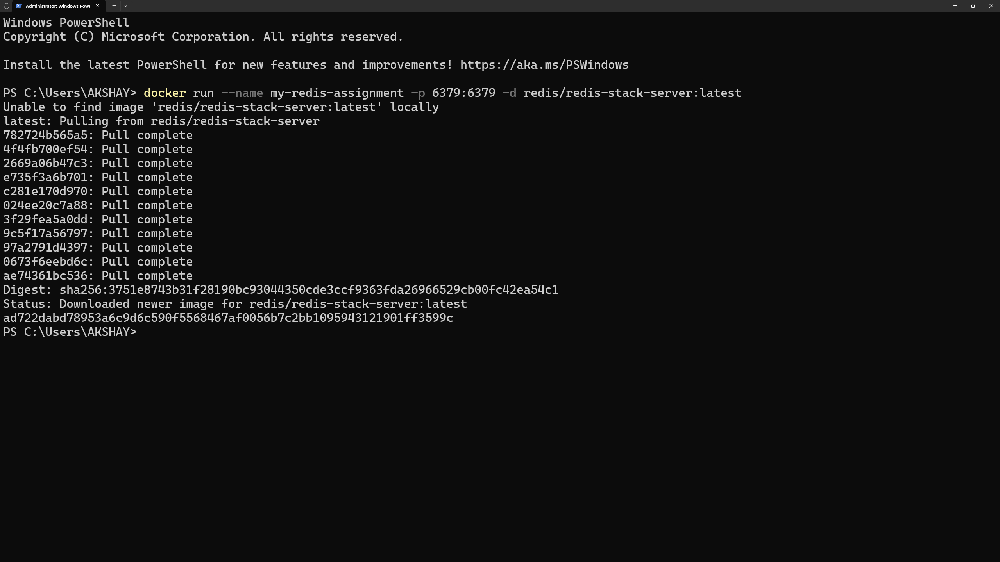 Administrator: Windows Powe
Windows PowerShell
Copyright (C) Microsoft Corporation. All rights reserved.
Install the latest PowerShell for new features and improvements! https://aka.ms/PSWindows
PS C:\Users\AKSHAY> docker run --name my-redis-assignment -p 6379:6379 -d redis/redis-stack-server:latest
Unable to find image 'redis/redis-stack-server:latest' locally
latest: Pulling from redis/redis-stack-server
782724b565a5: Pull complete
4f4fb700ef54: Pull complete
2669a06b47c3: Pull complete
e735f3a6b701: Pull complete
c281e170d970: Pull complete
024ee20c7a88: Pull complete
3f29fea5a0dd: Pull complete
9c5f17a56797: Pull complete
97a2791d4397: Pull complete
0673f6eebd6c: Pull complete
ae74361bc536: Pull complete
Digest: sha256:3751e8743b31f28190bc93044350cde3ccf9363fda26966529cb00fc42ea54c1
Status: Downloaded newer image for redis/redis-stack-server:latest
ad722dabd78953a6c9d6c590f5568467af0056b7c2bb1095943121901ff3599c
PS C:\Users\AKSHAY>